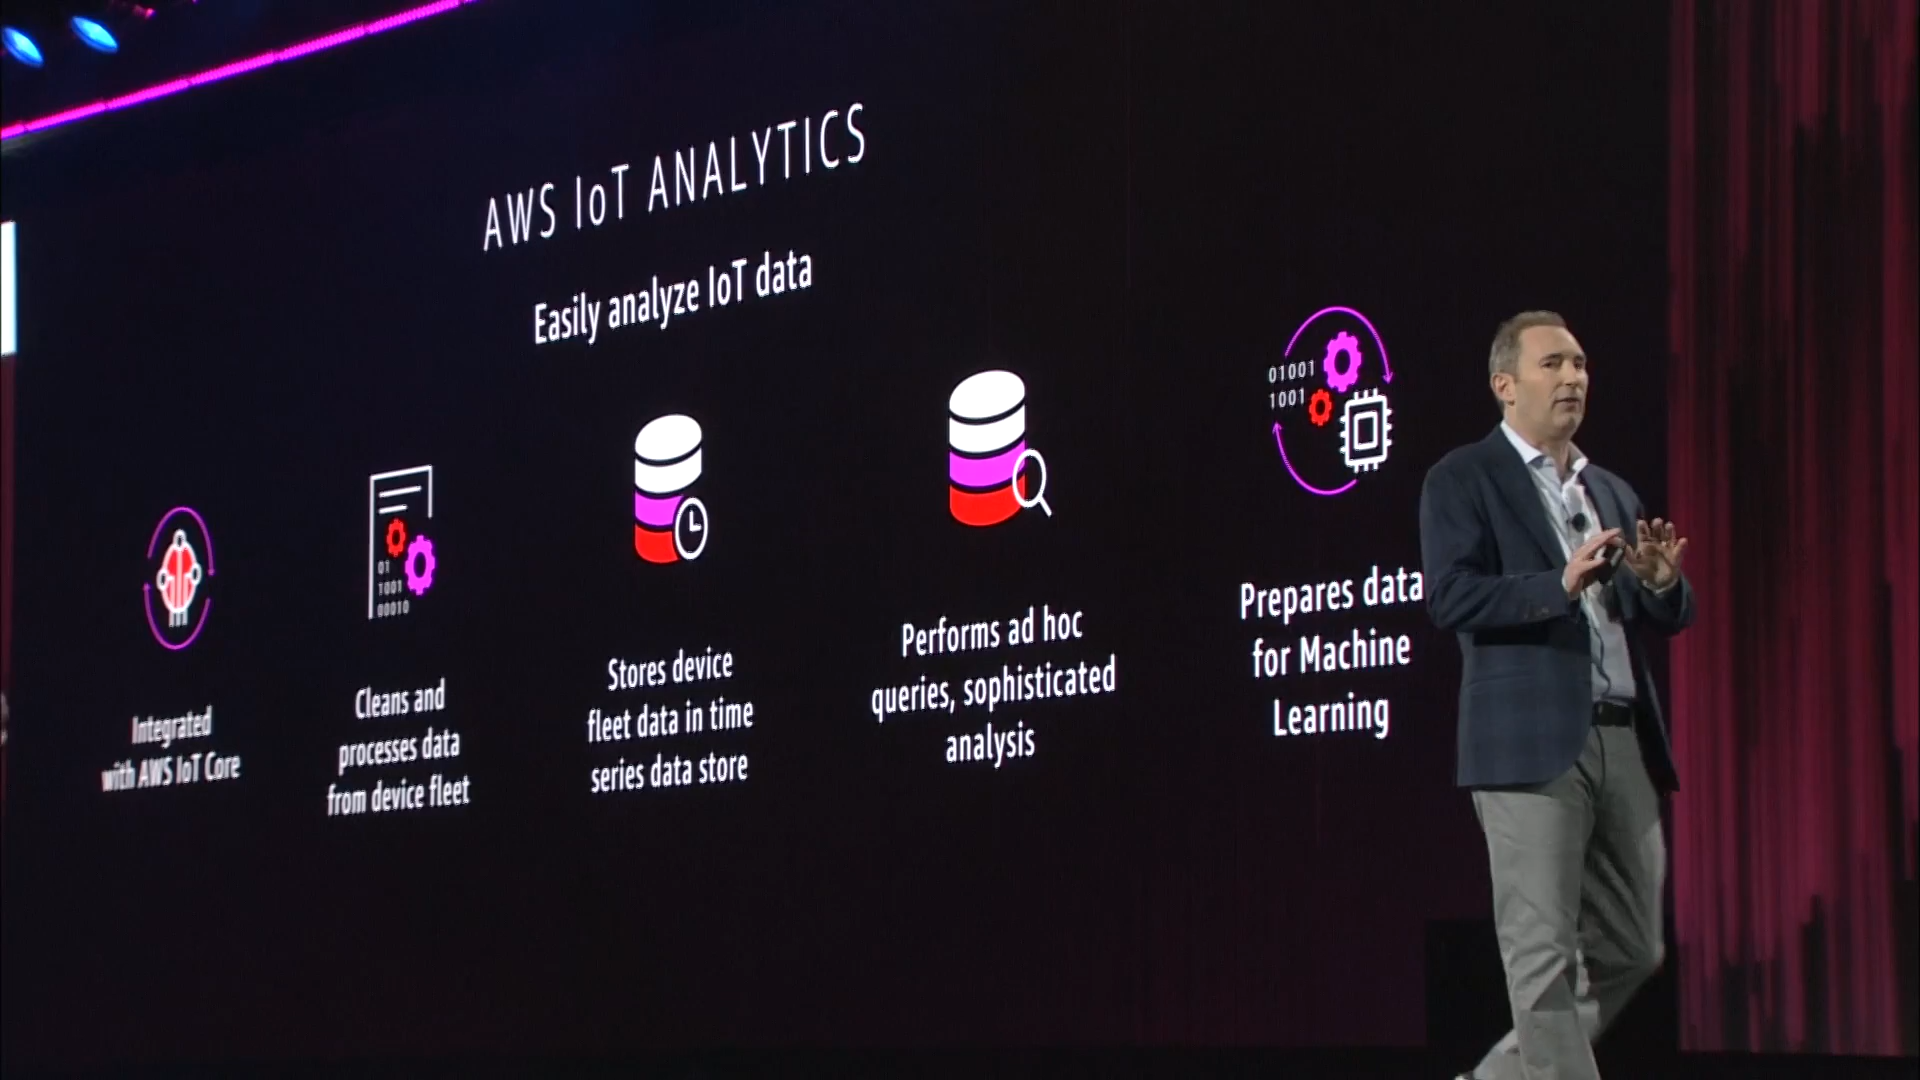 AWS IoT ANALYTICS
Easily analyze IoT data
Integrated
with AWS IoT Core
01
1001
00010
Cleans and
processes data
from device fleet
Stores device
fleet data in time
series data store
Performs ad hoc
queries, sophisticated
analysis
01001
1001
Prepares data
for Machine
Learning